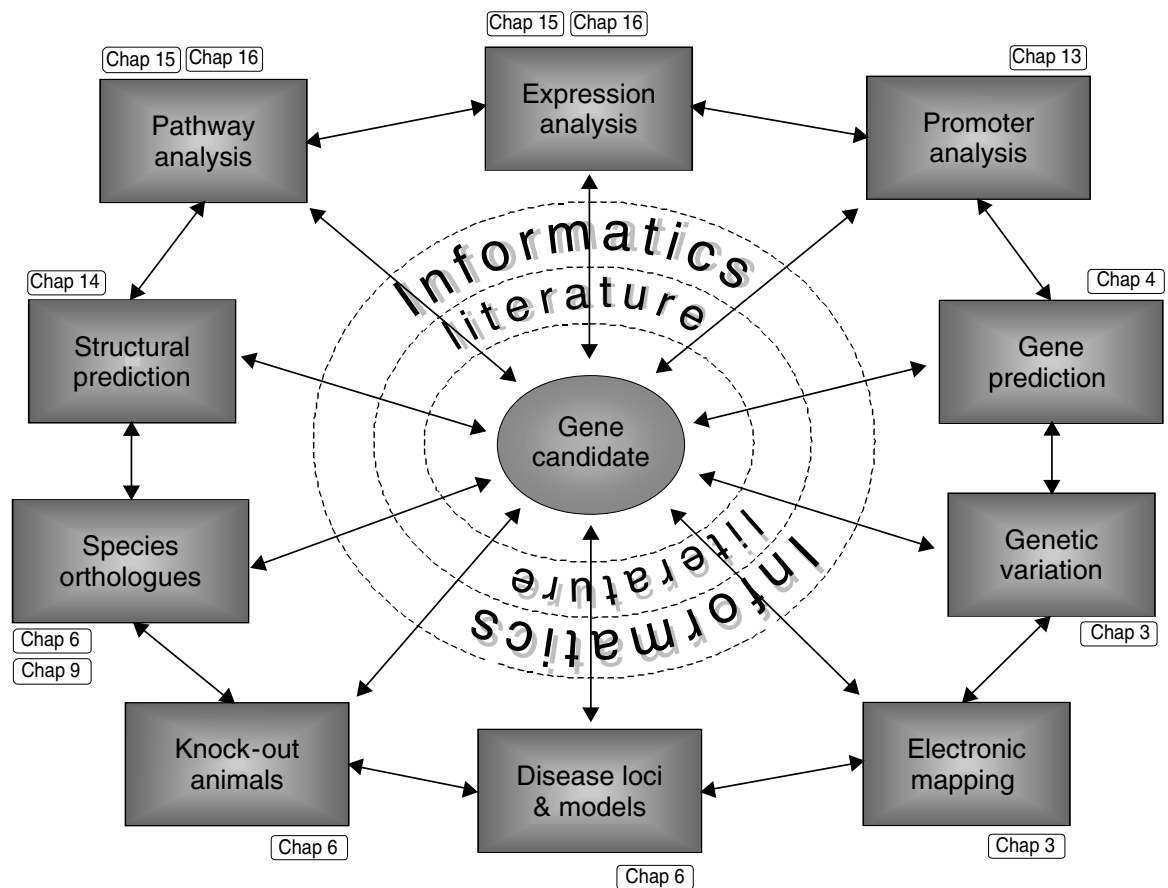 Chap 15 Chap 16
Expression
analysis
Chap 15 Chap 16
Pathway
analysis
Chap 13
Promoter
analysis
Informatics
literature
Chap 14
Structural
prediction
Chap 4
Gene
prediction
Gene
candidate
Species
orthologues
Chap 6
Chap 9
Genetic
variation
Chap 3
literature
Informatics
Knock-out
animals
Chap 6
Disease loci
& models
Chap 6
Electronic
mapping
Chap 3